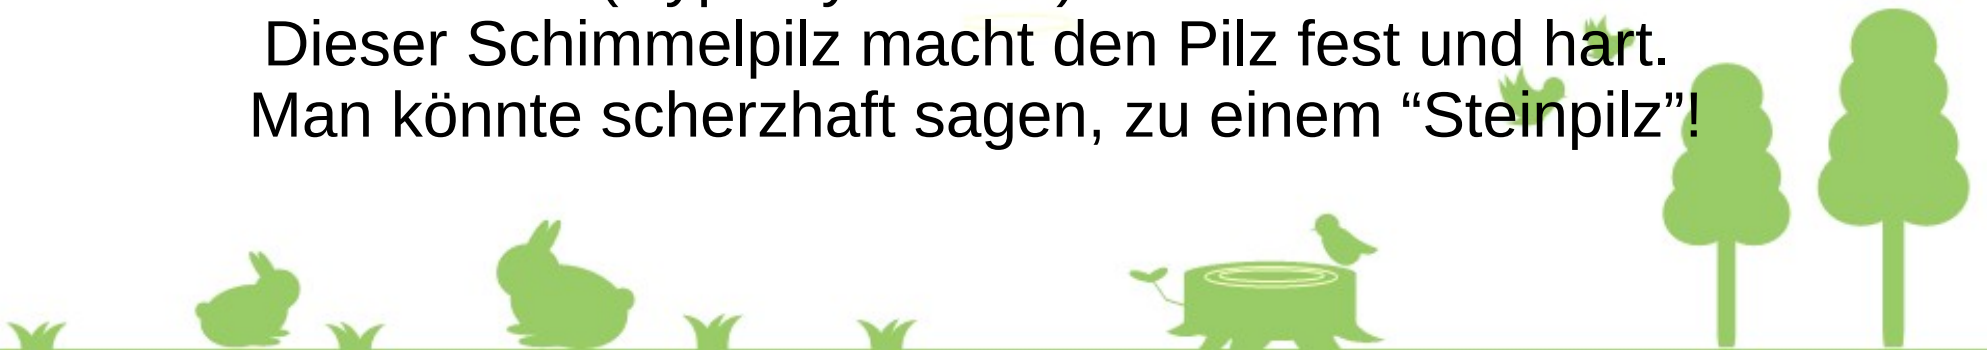 Dieser Schimmelpilz macht den Pilz fest und hart.
Man könnte scherzhaft sagen, zu einem “Steinpilz”!